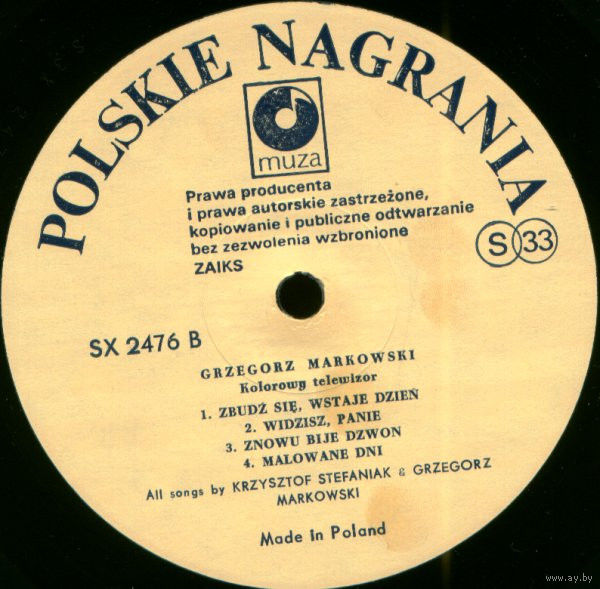 POLSKIE NAGRANIA
muza
Prawa producenta
i prawa autorskie zastrzeżone,
kopiowanie i publiczne odtwarzanie
bez zezwolenia wzbronione
ZAIKS
S 33
SX 2476 B
GRZEGORZ MARKOWSKI
Kolorowy telewizor
1. ZBUDŹ SIĘ, WSTAJE DZIEŃ
2. WIDZISZ, PANIE
3. ZNOWU BIJE DZWON
4. MALOWANE DNI
All songs by KRZYSZTOF STEFANIAK & GRZEGORZ
MARKOWSKI
Made In Poland
www.ay.by